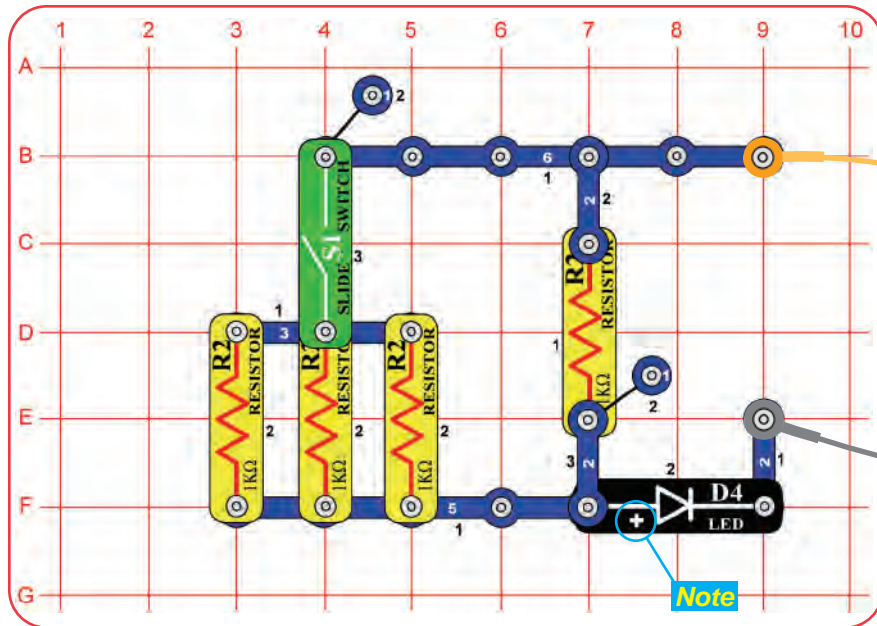 1 2 3 4 5 6 7 8 9 10
A
1 2
B
6
1
2
2
SLIDE SWITCH
S1
3
C
R2
RESISTOR
1KΩ
1
1
3
D
R2
RESISTOR
1KΩ
2
R2
RESISTOR
1KΩ
2
R2
RESISTOR
1KΩ
2
1
2
E
3
2
2
2
1
5
1
F
D4
LED
+
G
Note